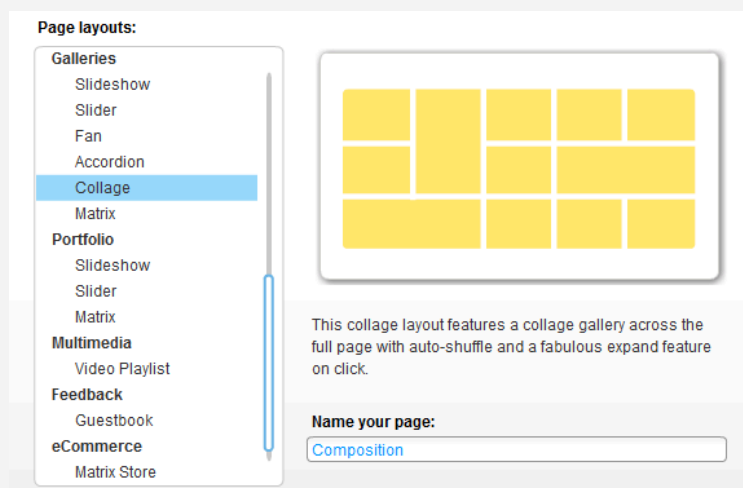 Page layouts:
Galleries
Slideshow
Slider
Fan
Accordion
Collage
Matrix
Portfolio
Slideshow
Slider
Matrix
Multimedia
Video Playlist
Feedback
Guestbook
eCommerce
Matrix Store
This collage layout features a collage gallery across the
full page with auto-shuffle and a fabulous expand feature
on click.
Name your page:
Composition